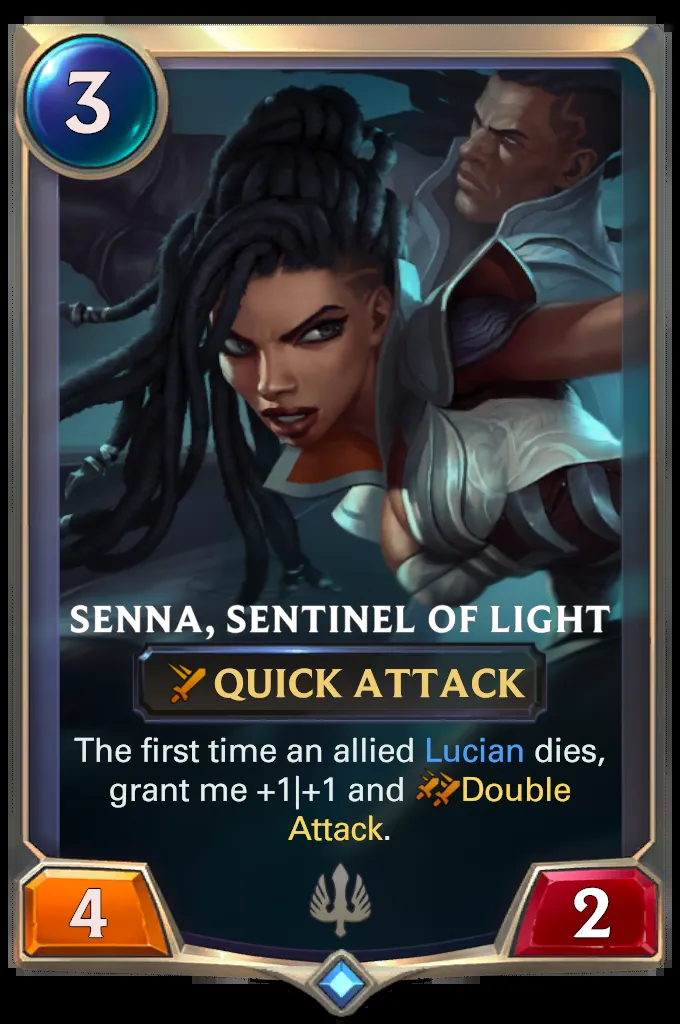 3
SENNA, SENTINEL OF LIGHT
QUICK ATTACK
The first time an allied Lucian dies,
grant me +1|+1 and Double
Attack.
4
2